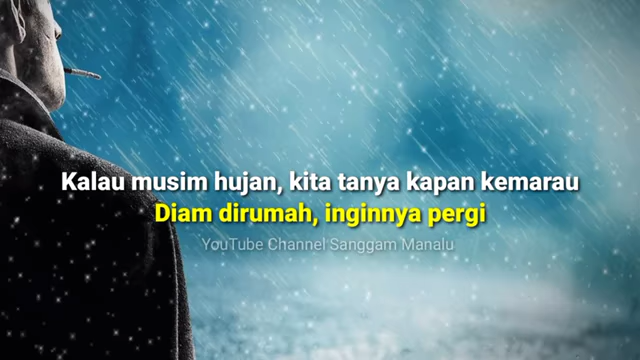 Kalau musim hujan, kita tanya kapan kemarau
Diam dirumah, inginnya pergi
YouTube Channel Sanggam Manalu